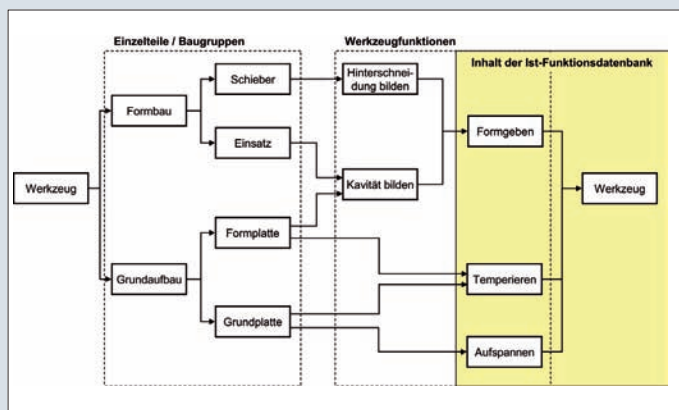 Einzelteile / Baugruppen
Werkzeugfunktionen
Inhalt der Ist-Funktionsdatenbank
Werkzeug
Formbau
Grundaufbau
Schieber
Einsatz
Formplatte
Grundplatte
Hinterschnei-
dung bilden
Kavität bilden
Formgeben
Temperieren
Aufspannen
Werkzeug